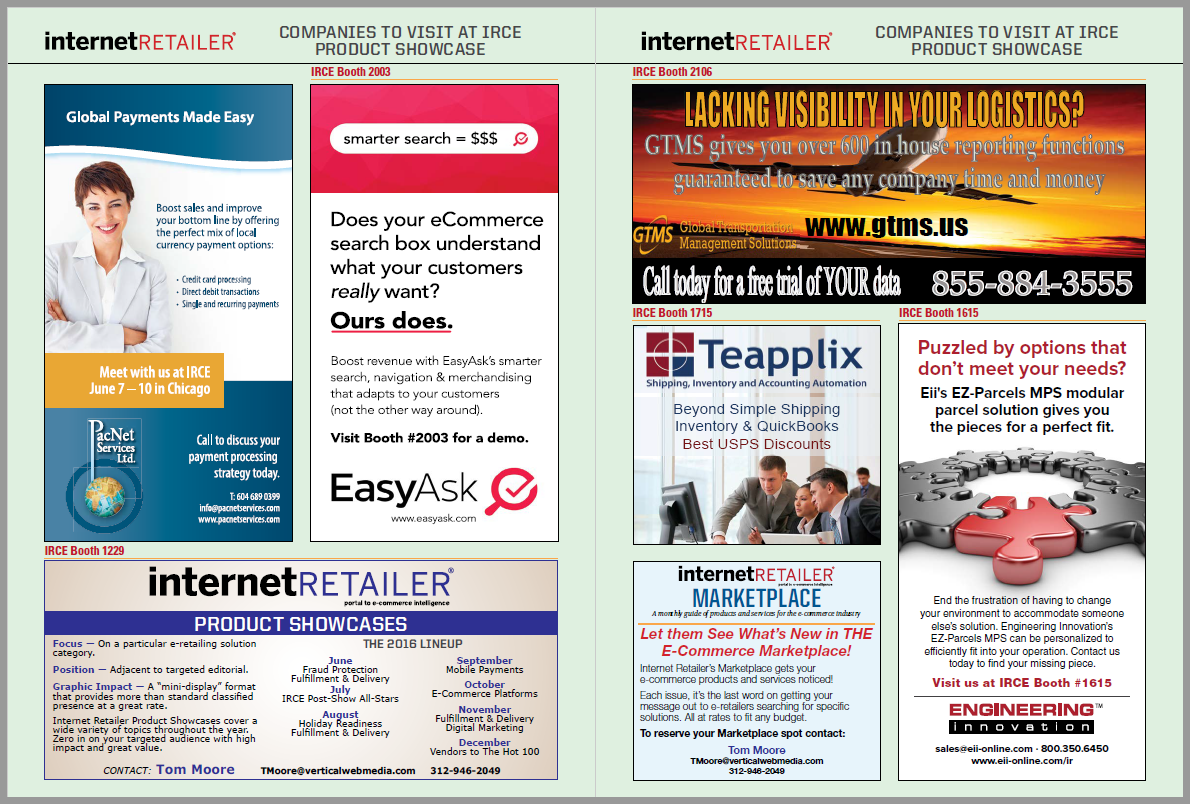 internetRETAILER®
COMPANIES TO VISIT AT IRCE
PRODUCT SHOWCASE
IRCE Booth 2003
Global Payments Made Easy
Boost sales and improve
your bottom line by offering
the perfect mix of local
currency payment options:
• Credit card processing
• Direct debit transactions
• Single and recurring payments
Meet with us at IRCE
June 7 – 10 in Chicago
PacNet
Services
Ltd.
Call to discuss your
payment processing
strategy today.
T: 604 689 0399
info@pacnetservices.com
www.pacnetservices.com
smarter search = $$$
Does your eCommerce
search box understand
what your customers
really want?
Ours does.
Boost revenue with EasyAsk's smarter
search, navigation & merchandising
that adapts to your customers
(not the other way around).
Visit Booth #2003 for a demo.
EasyAsk
www.easyask.com
IRCE Booth 1229
internetRETAILER®
portal to e-commerce intelligence
PRODUCT SHOWCASES
Focus — On a particular e-retailing solution
category.
Position — Adjacent to targeted editorial.
Graphic Impact — A "mini-display" format
that provides more than standard classified
presence at a great rate.
Internet Retailer Product Showcases cover a
wide variety of topics throughout the year.
Zero in on your targeted audience with high
impact and great value.
THE 2016 LINEUP
June
Fraud Protection
Fulfillment & Delivery
July
IRCE Post-Show All-Stars
August
Holiday Readiness
Fulfillment & Delivery
September
Mobile Payments
October
E-Commerce Platforms
November
Fulfillment & Delivery
Digital Marketing
December
Vendors to The Hot 100
CONTACT: Tom Moore TMoore@verticalwebmedia.com 312-946-2049
internetRETAILER®
COMPANIES TO VISIT AT IRCE
PRODUCT SHOWCASE
IRCE Booth 2106
LACKING VISIBILITY IN YOUR LOGISTICS?
GTMS gives you over 600 in house reporting functions
guaranteed to save any company time and money
GTMS
Global Transportation
Management Solutions
www.gtms.us
Call today for a free trial of YOUR data 855-884-3555
IRCE Booth 1715
Teapplix
Shipping, Inventory and Accounting Automation
Beyond Simple Shipping
Inventory & QuickBooks
Best USPS Discounts
internetRETAILER®
portal to e-commerce intelligence
MARKETPLACE
A monthly guide of products and services for the e-commerce industry
Let them See What's New in THE
E-Commerce Marketplace!
Internet Retailer's Marketplace gets your
e-commerce products and services noticed!
Each issue, it's the last word on getting your
message out to e-retailers searching for specific
solutions. All at rates to fit any budget.
To reserve your Marketplace spot contact:
Tom Moore
TMoore@verticalwebmedia.com
312-946-2049
IRCE Booth 1615
Puzzled by options that
don't meet your needs?
Eii's EZ-Parcels MPS modular
parcel solution gives you
the pieces for a perfect fit.
End the frustration of having to change
your environment to accommodate someone
else's solution. Engineering Innovation's
EZ-Parcels MPS can be personalized to
efficiently fit into your operation. Contact us
today to find your missing piece.
Visit us at IRCE Booth #1615
ENGINEERING™
innovation
sales@eii-online.com · 800.350.6450
www.eii-online.com/ir